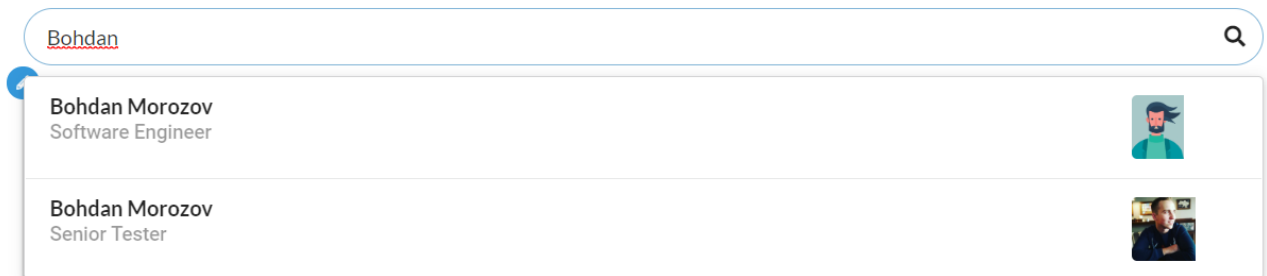 Bohdan
Bohdan Morozov
Software Engineer
Bohdan Morozov
Senior Tester